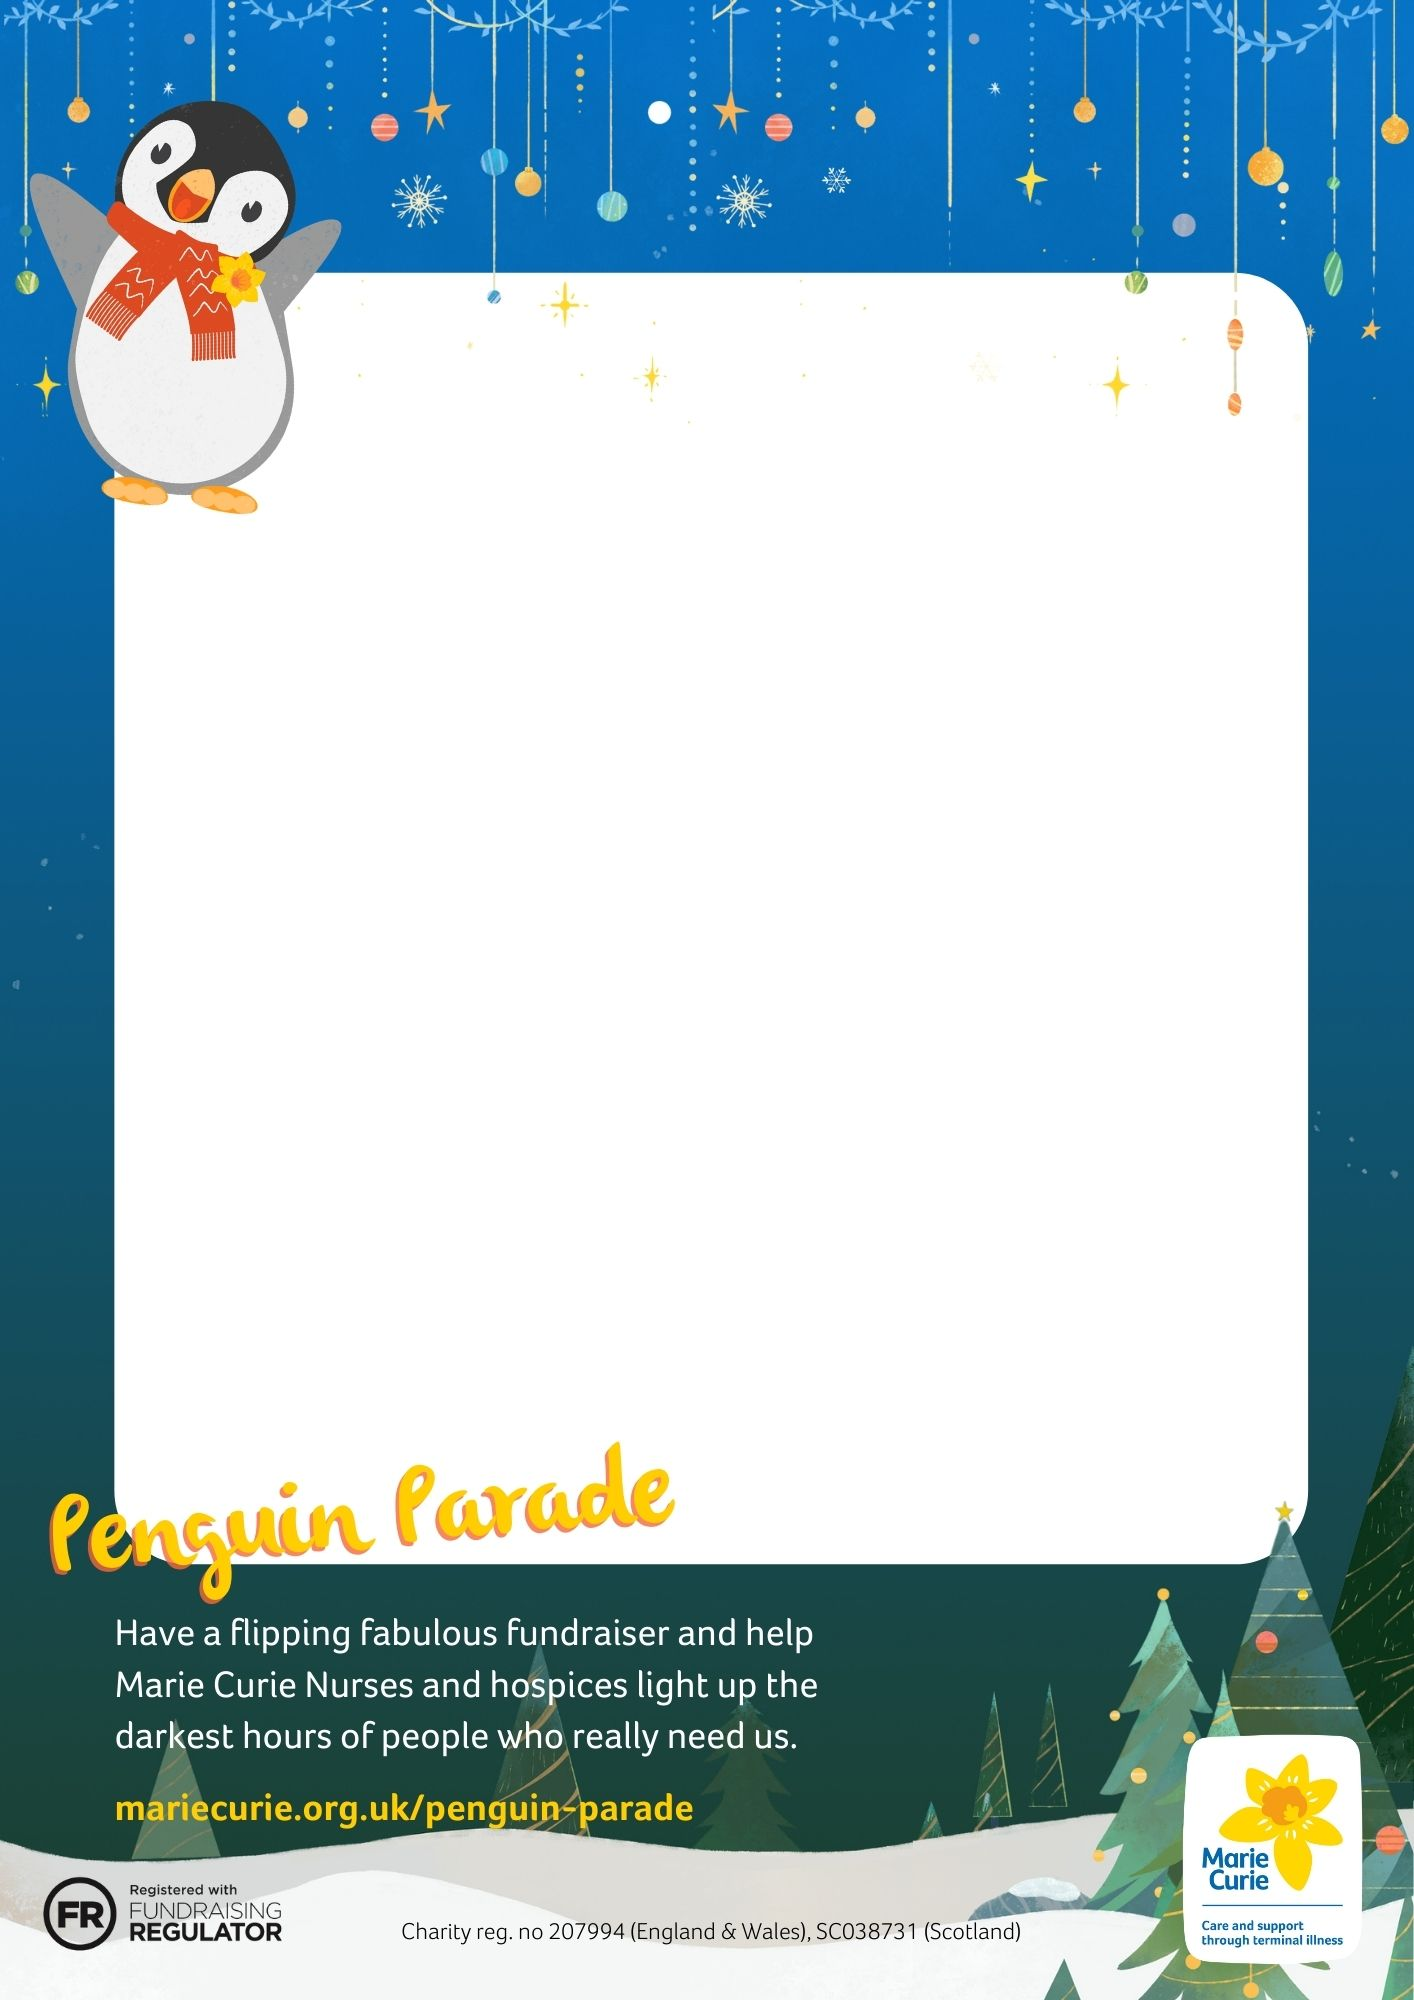 Penguin Parade
Have a flipping fabulous fundraiser and help
Marie Curie Nurses and hospices light up the
darkest hours of people who really need us.
mariecurie.org.uk/penguin-parade
FR
Registered with
FUNDRAISING
REGULATOR
Charity reg. no 207994 (England & Wales), SC038731 (Scotland)
Marie
Curie
Care and support
through terminal illness